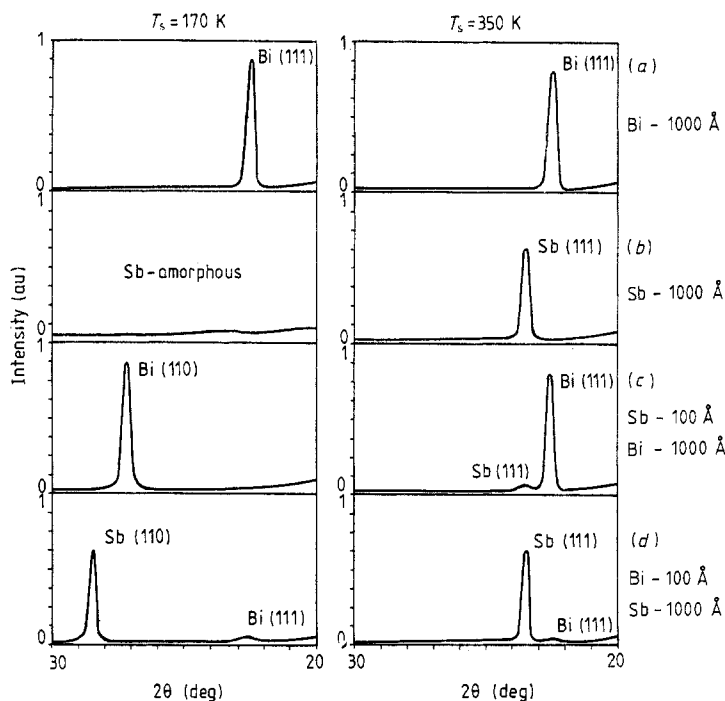 T_s = 170 K
T_s = 350 K
1
Bi (111)
Bi (111)
(a)
Bi – 1000 Å
0
0
1
1
Sb–amorphous
Sb (111)
(b)
Sb – 1000 Å
0
0
Intensity (au)
1
1
Bi (110)
Bi (111)
(c)
Sb – 100 Å
Bi – 1000 Å
Sb (111)
0
0
1
1
Sb (110)
Sb (111)
(d)
Bi – 100 Å
Sb – 1000 Å
Bi (111)
Bi (111)
0
0
30
20
30
20
2θ (deg)
2θ (deg)